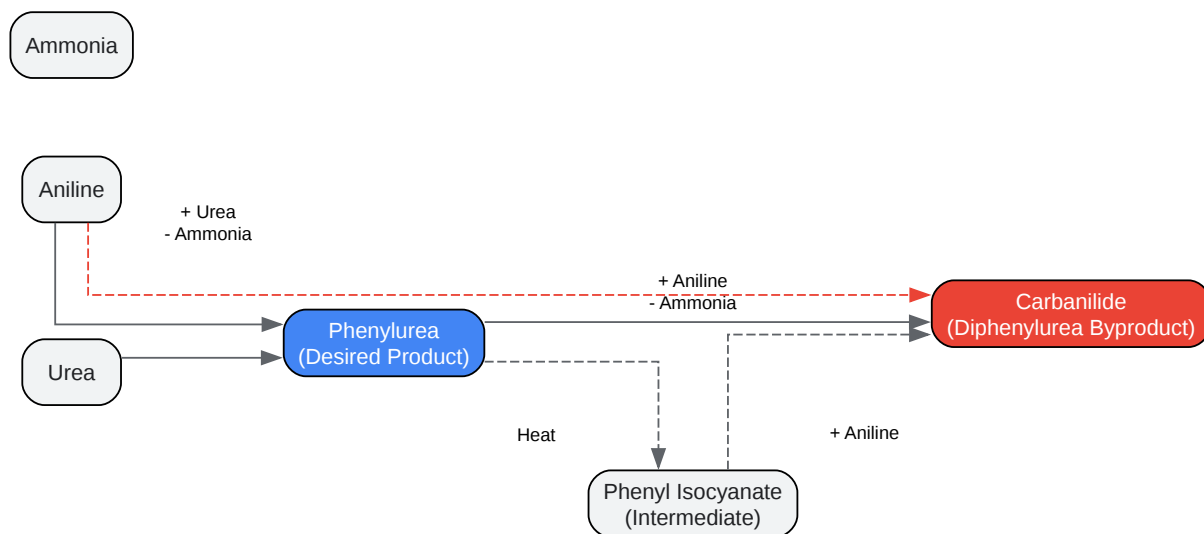 Ammonia
Aniline
+ Urea
- Ammonia
+ Aniline
- Ammonia
Carbanilide
(Diphenylurea Byproduct)
Phenylurea
(Desired Product)
Urea
Heat
+ Aniline
Phenyl Isocyanate
(Intermediate)